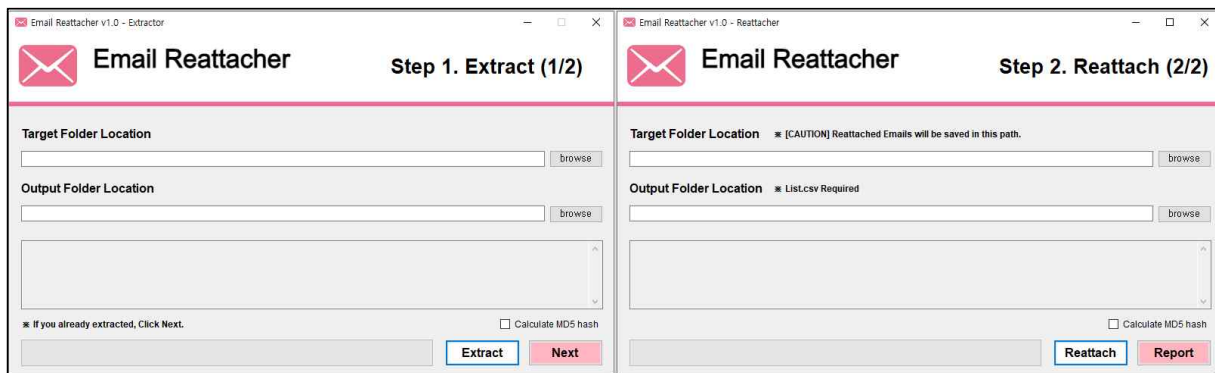 Email Reattacher v1.0 - Extractor
Email Reattacher
Step 1. Extract (1/2)
Target Folder Location
browse
Output Folder Location
browse
※ If you already extracted, Click Next.
Calculate MD5 hash
Extract
Next
Email Reattacher v1.0 - Reattacher
Email Reattacher
Step 2. Reattach (2/2)
Target Folder Location ※ [CAUTION] Reattached Emails will be saved in this path.
browse
Output Folder Location ※ List.csv Required
browse
Calculate MD5 hash
Reattach
Report